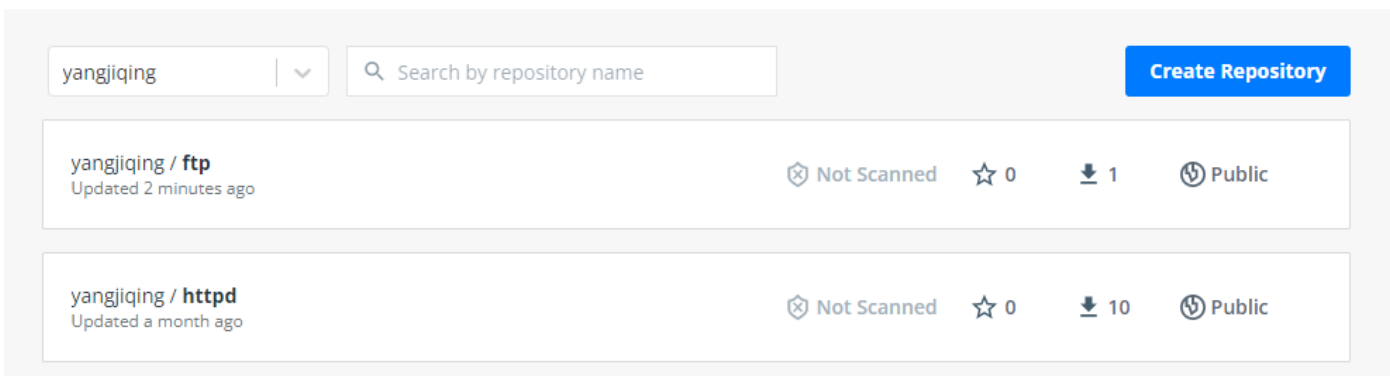 yangjiqing
Search by repository name
Create Repository
yangjiqing / ftp
Updated 2 minutes ago
Not Scanned
0
1
Public
yangjiqing / httpd
Updated a month ago
Not Scanned
0
10
Public